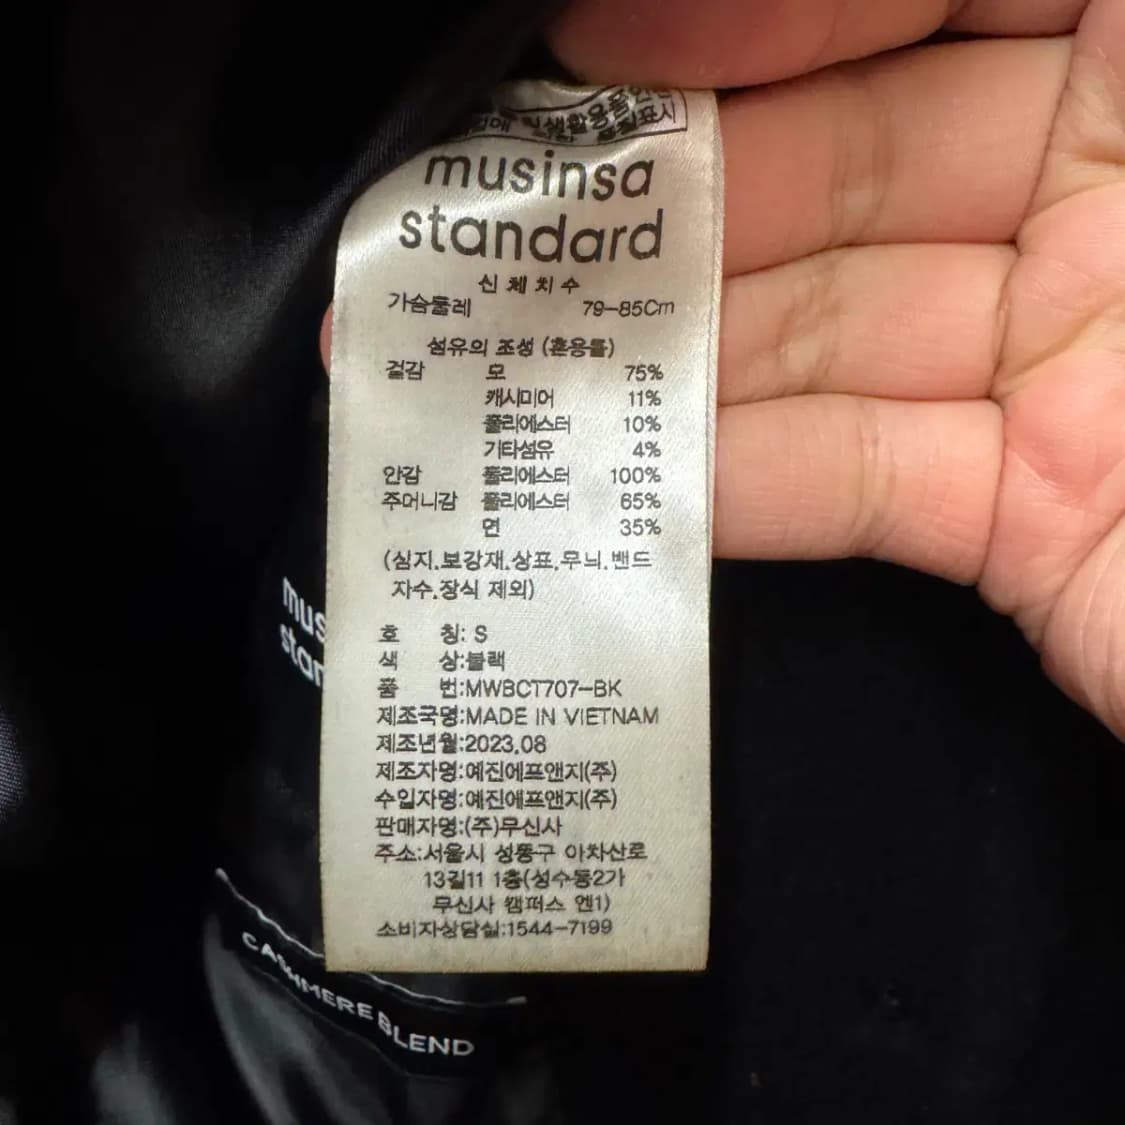 생활용품
표시
musinsa
standard
신체치수
가슴둘레 79-85Cm
섬유의 조성 (혼용률)
겉감 모 75%
캐시미어 11%
폴리에스터 10%
기타섬유 4%
안감 폴리에스터 100%
주머니감 폴리에스터 65%
면 35%
(심지.보강재.상표.무늬.밴드
자수.장식 제외)
호 칭: S
색 상:블랙
품 번:MWBCT707-BK
제조국명:MADE IN VIETNAM
제조년월:2023.08
제조자명:예진에프앤지(주)
수입자명:예진에프앤지(주)
판매자명:(주)무신사
주소:서울시 성동구 아차산로
13길11 1층(성수동2가
무신사 캠퍼스 엔1)
소비자상담실:1544-7199
mus
stan
CASHMERE BLEND